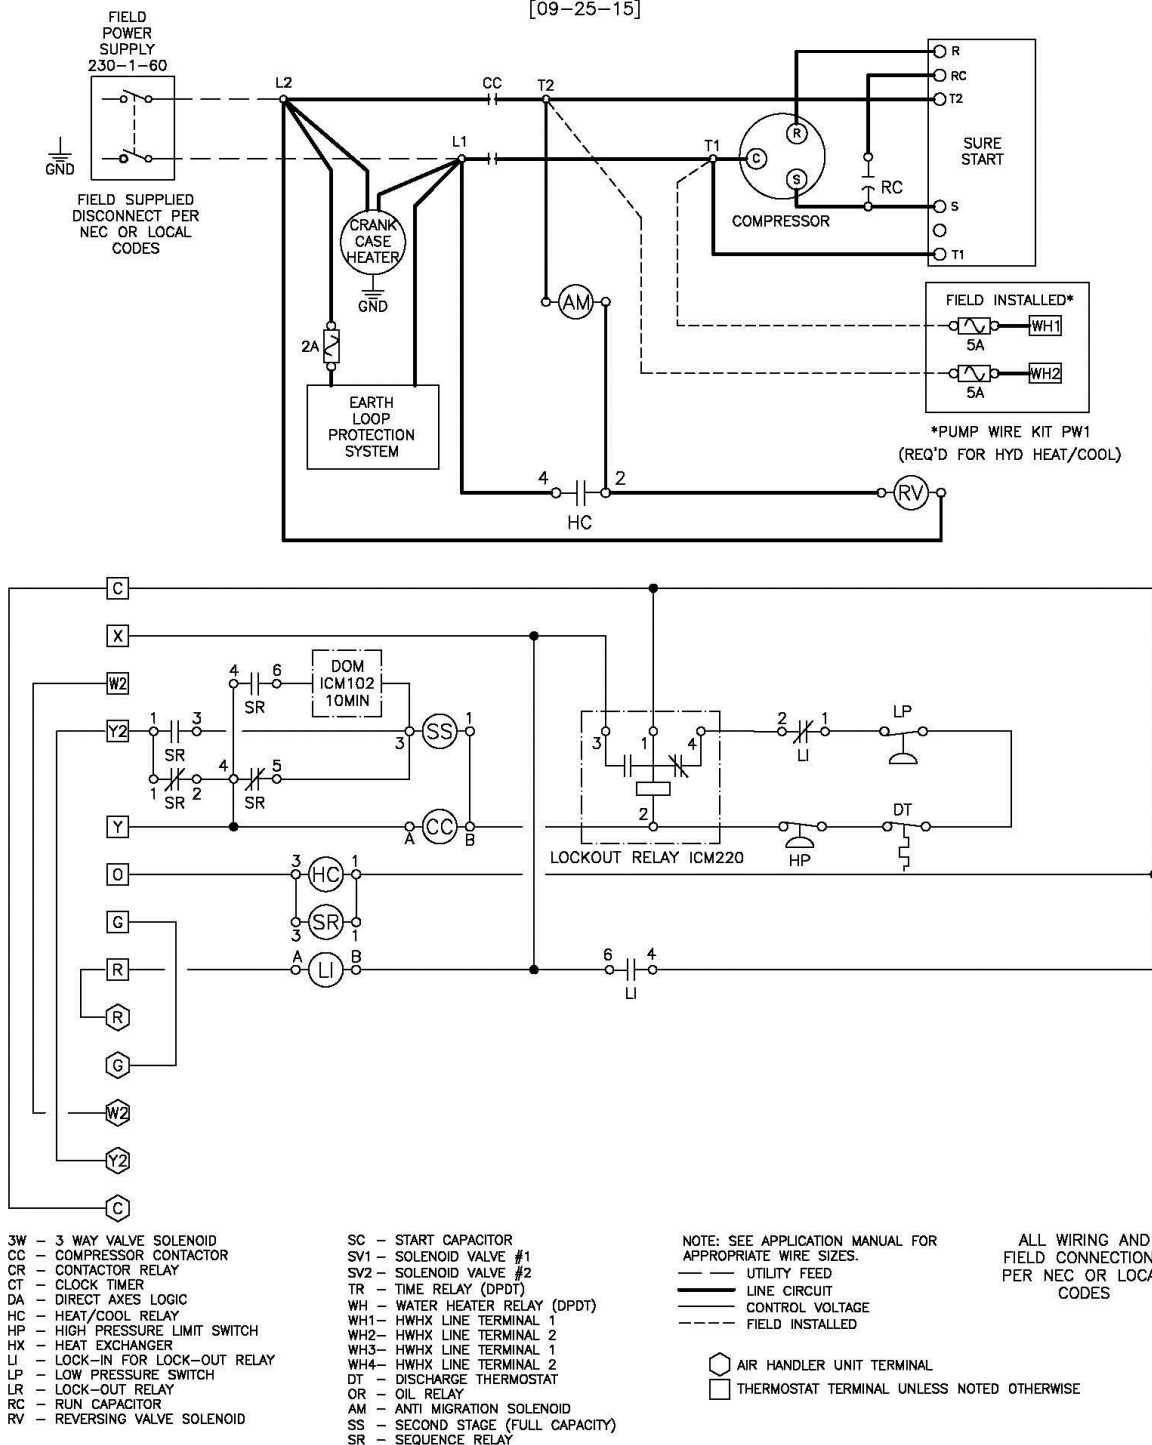 [09-25-15]
FIELD
POWER
SUPPLY
230-1-60
GND
FIELD SUPPLIED
DISCONNECT PER
NEC OR LOCAL
CODES
L2
CC
T2
L1
T1
CRANK
CASE
HEATER
GND
2A
EARTH
LOOP
PROTECTION
SYSTEM
AM
4
2
HC
RV
R
C
S
COMPRESSOR
RC
R
RC
T2
SURE
START
S
T1
FIELD INSTALLED*
WH1
5A
WH2
5A
*PUMP WIRE KIT PW1
(REQ'D FOR HYD HEAT/COOL)
C
X
W2
Y2
Y
O
G
R
R
G
W2
Y2
C
4
6
SR
DOM
ICM102
10MIN
1
3
SR
1
2
SR
4
5
SR
3
SS
1
A
CC
B
3
HC
1
3
SR
1
A
LI
B
3
1
4
2
LOCKOUT RELAY ICM220
2
1
LI
LP
HP
DT
6
4
LI
3W – 3 WAY VALVE SOLENOID
CC – COMPRESSOR CONTACTOR
CR – CONTACTOR RELAY
CT – CLOCK TIMER
DA – DIRECT AXES LOGIC
HC – HEAT/COOL RELAY
HP – HIGH PRESSURE LIMIT SWITCH
HX – HEAT EXCHANGER
LI – LOCK-IN FOR LOCK-OUT RELAY
LP – LOW PRESSURE SWITCH
LR – LOCK-OUT RELAY
RC – RUN CAPACITOR
RV – REVERSING VALVE SOLENOID
SC – START CAPACITOR
SV1 – SOLENOID VALVE #1
SV2 – SOLENOID VALVE #2
TR – TIME RELAY (DPDT)
WH – WATER HEATER RELAY (DPDT)
WH1– HWHX LINE TERMINAL 1
WH2– HWHX LINE TERMINAL 2
WH3– HWHX LINE TERMINAL 1
WH4– HWHX LINE TERMINAL 2
DT – DISCHARGE THERMOSTAT
OR – OIL RELAY
AM – ANTI MIGRATION SOLENOID
SS – SECOND STAGE (FULL CAPACITY)
SR – SEQUENCE RELAY
NOTE: SEE APPLICATION MANUAL FOR
APPROPRIATE WIRE SIZES.
UTILITY FEED
LINE CIRCUIT
CONTROL VOLTAGE
FIELD INSTALLED
AIR HANDLER UNIT TERMINAL
THERMOSTAT TERMINAL UNLESS NOTED OTHERWISE
ALL WIRING AND
FIELD CONNECTION
PER NEC OR LOCA
CODES